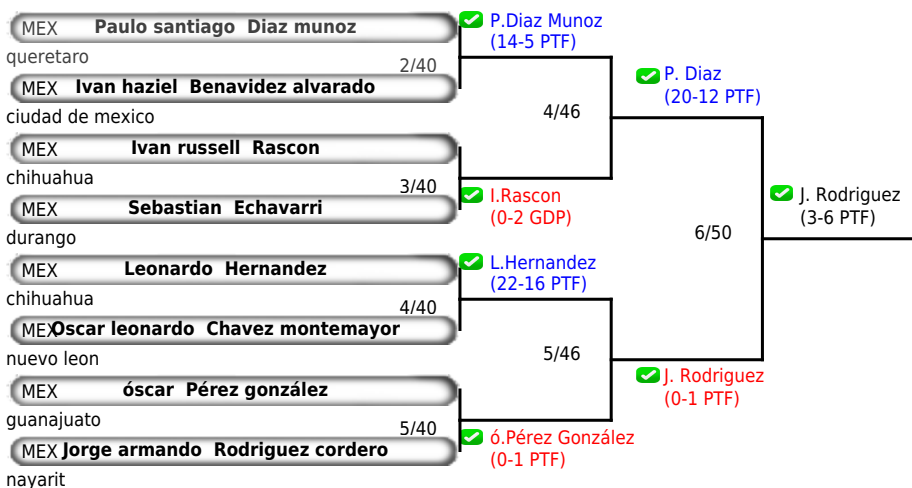 MEX Paulo santiago Diaz munoz
queretaro
2/40
MEX Ivan haziel Benavidez alvarado
ciudad de mexico
MEX Ivan russell Rascon
chihuahua
3/40
MEX Sebastian Echavarri
durango
MEX Leonardo Hernandez
chihuahua
4/40
MEX Oscar leonardo Chavez montemayor
nuevo leon
MEX óscar Pérez gonzález
guanajuato
5/40
MEX Jorge armando Rodriguez cordero
nayarit
P.Diaz Munoz
(14-5 PTF)
4/46
I.Rascon
(0-2 GDP)
L.Hernandez
(22-16 PTF)
5/46
ó.Pérez González
(0-1 PTF)
P. Diaz
(20-12 PTF)
6/50
J. Rodriguez
(0-1 PTF)
J. Rodriguez
(3-6 PTF)